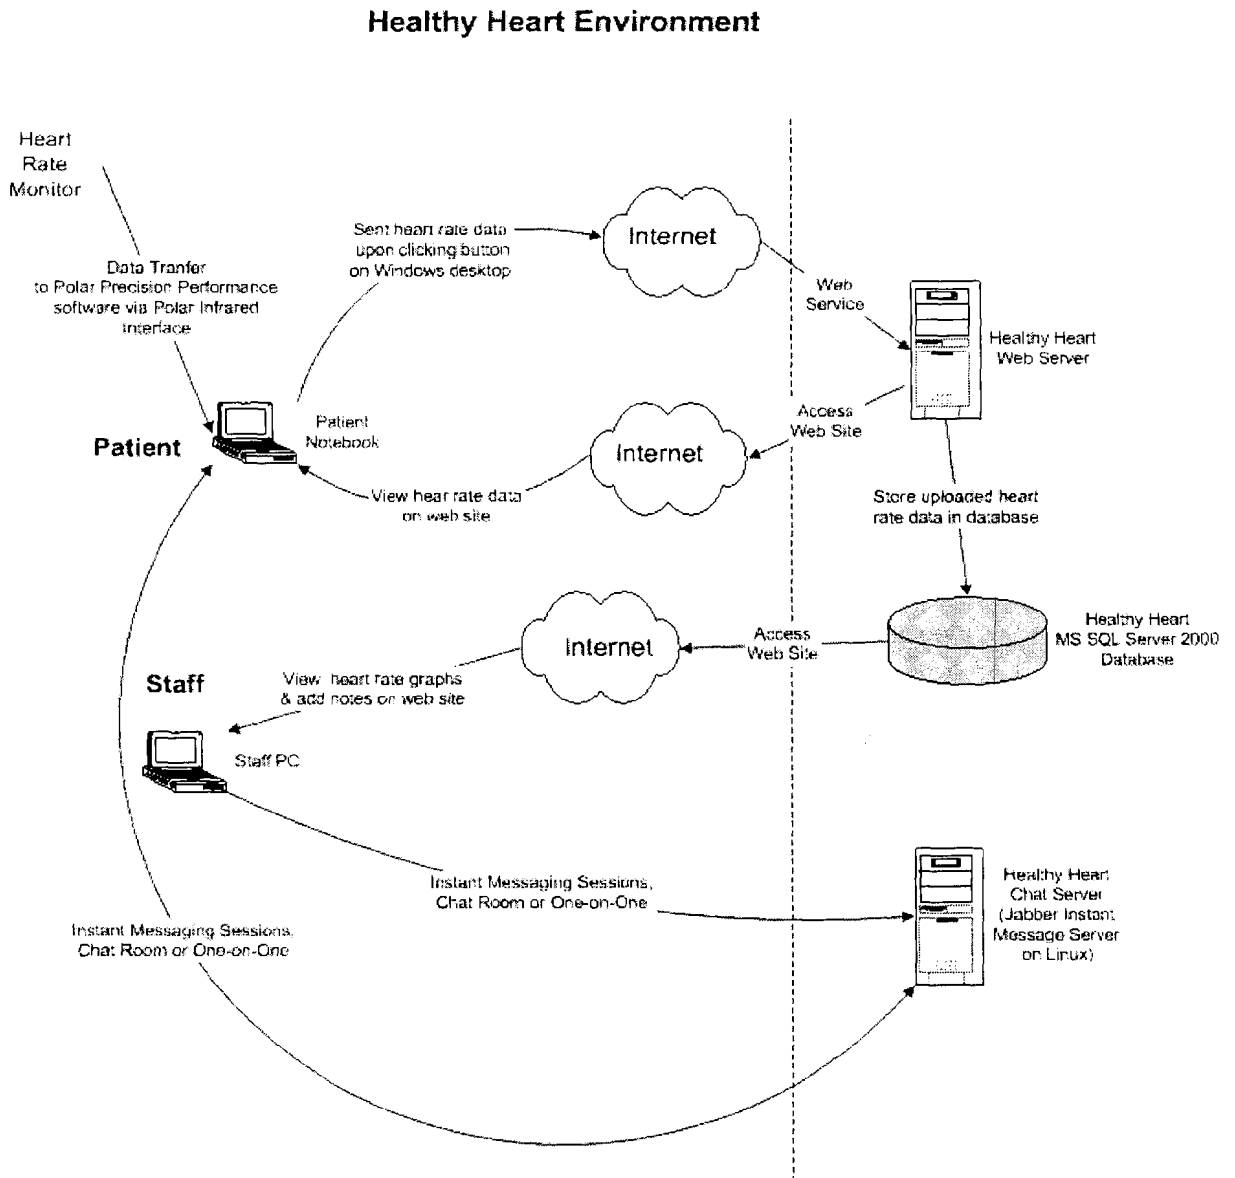 Healthy Heart Environment
Heart
Rate
Monitor
Data Tranfer
to Polar Precision Performance
software via Polar Infrared
Interface
Sent heart rate data
upon clicking button
on Windows desktop
Internet
Web
Service
Healthy Heart
Web Server
Patient
Patient
Notebook
Internet
Access
Web Site
View hear rate data
on web site
Store uploaded heart
rate data in database
Healthy Heart
MS SQL Server 2000
Database
Internet
Access
Web Site
View heart rate graphs
& add notes on web site
Staff
Staff PC
Instant Messaging Sessions,
Chat Room or One-on-One
Instant Messaging Sessions,
Chat Room or One-on-One
Healthy Heart
Chat Server
(Jabber Instant
Message Server
on Linux)